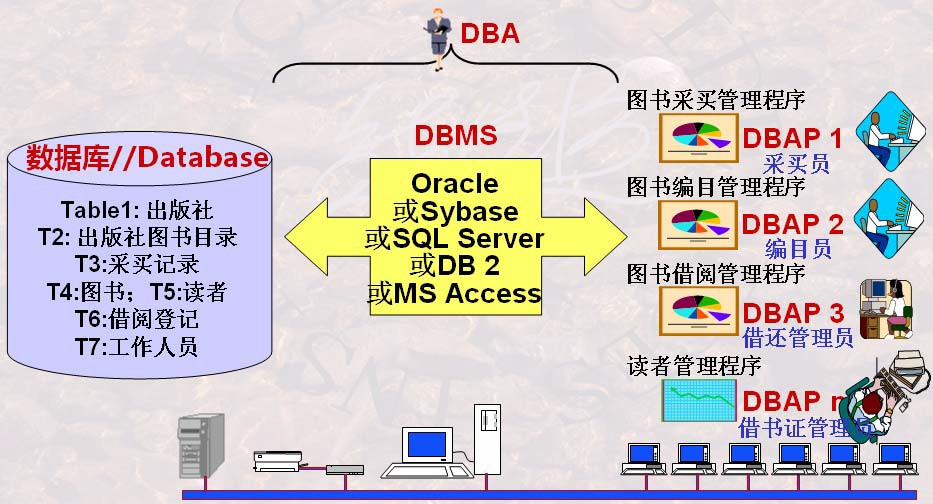 DBA
数据库//Database
Table1: 出版社
T2: 出版社图书目录
T3:采买记录
T4:图书；T5:读者
T6:借阅登记
T7:工作人员
DBMS
Oracle
或Sybase
或SQL Server
或DB 2
或MS Access
图书采买管理程序
DBAP 1
采买员
图书编目管理程序
DBAP 2
编目员
图书借阅管理程序
DBAP 3
借还管理员
读者管理程序
DBAP n
借书证管理员